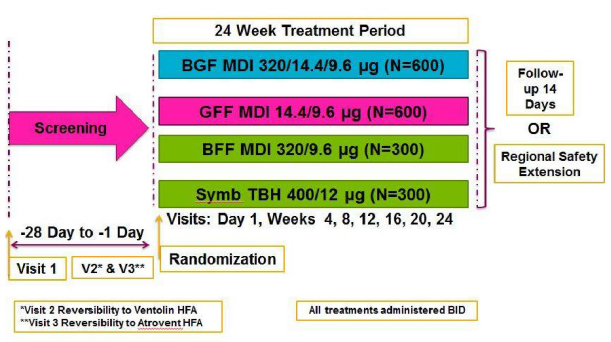 24 Week Treatment Period
BGF MDI 320/14.4/9.6 µg (N=600)
GFF MDI 14.4/9.6 µg (N=600)
BFF MDI 320/9.6 µg (N=300)
Symb TBH 400/12 µg (N=300)
Screening
Follow-
up 14
Days
OR
Regional Safety
Extension
Visits: Day 1, Weeks 4, 8, 12, 16, 20, 24
-28 Day to -1 Day
Randomization
Visit 1
V2* & V3**
*Visit 2 Reversibility to Ventolin HFA
**Visit 3 Reversibility to Atrovent HFA
All treatments administered BID